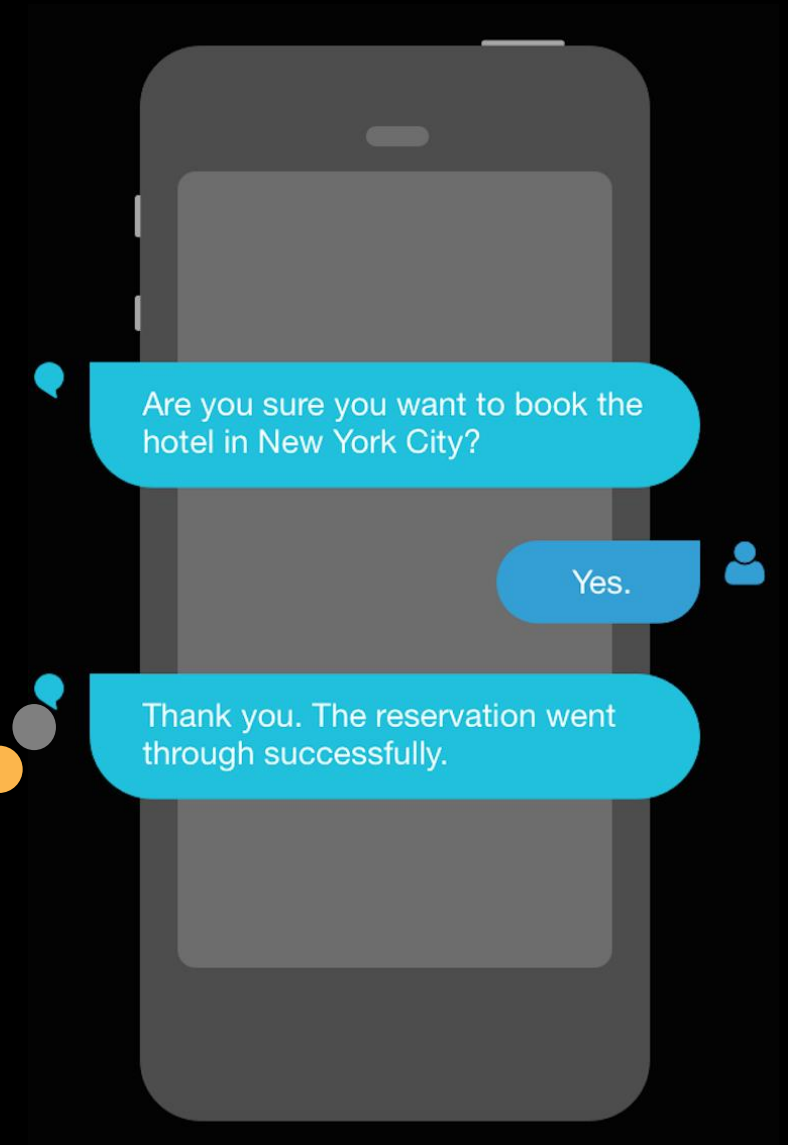 Are you sure you want to book the
hotel in New York City?
Yes.
Thank you. The reservation went
through successfully.